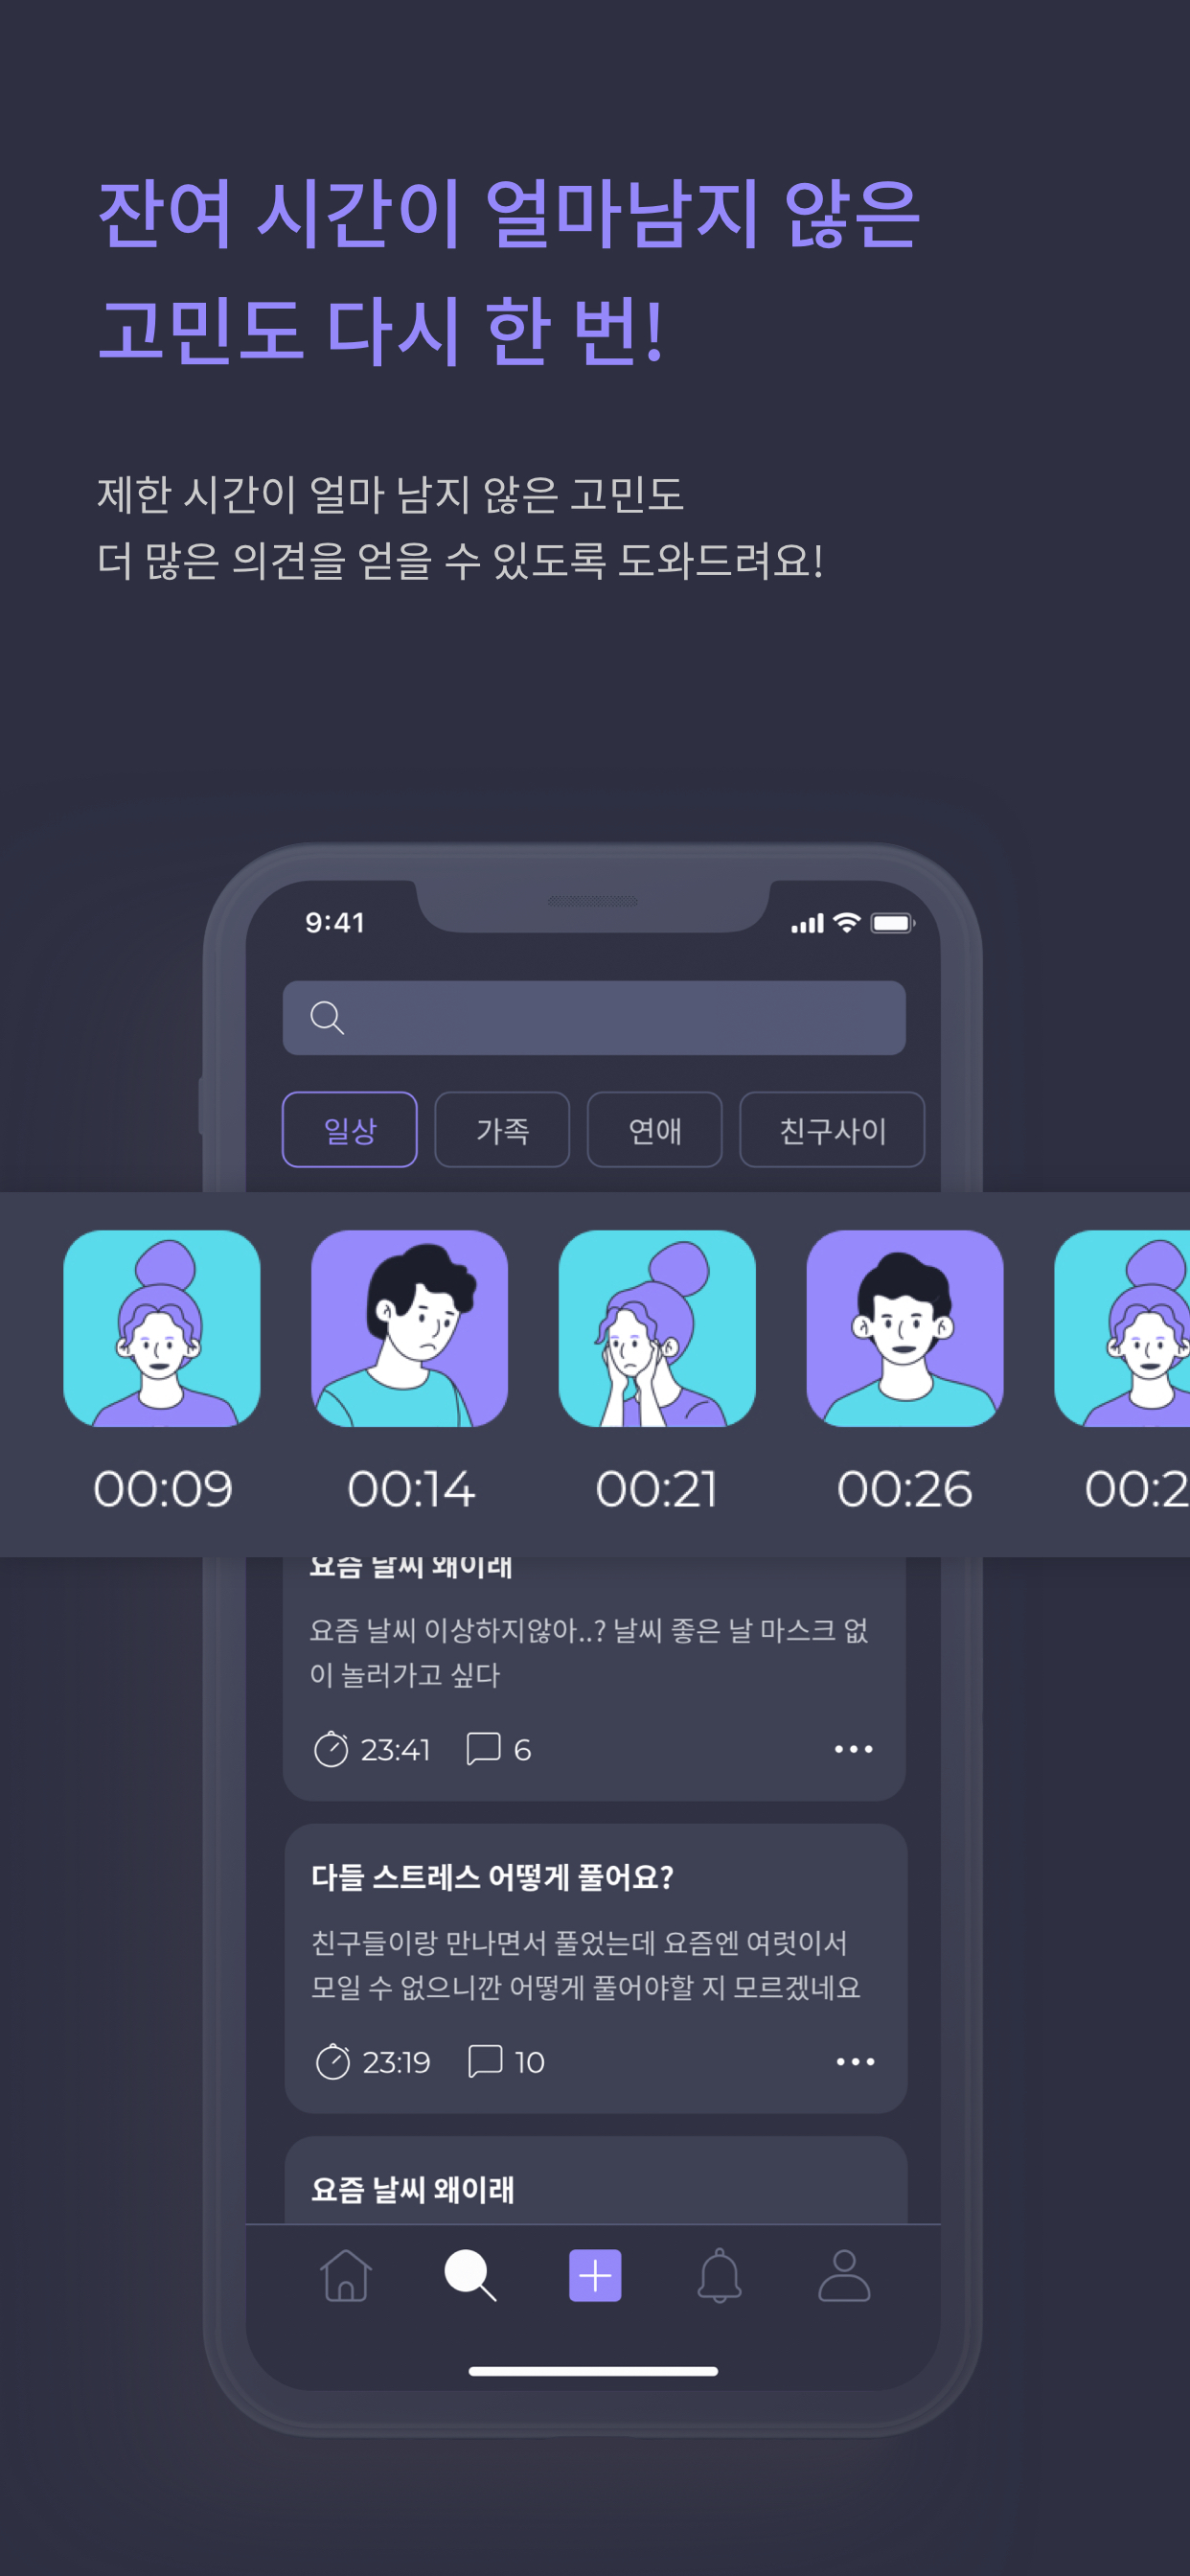 잔여 시간이 얼마남지 않은
고민도 다시 한 번!
제한 시간이 얼마 남지 않은 고민도
더 많은 의견을 얻을 수 있도록 도와드려요!
9:41
일상 가족 연애 친구사이
00:09 00:14 00:21 00:26 00:2
요즘 날씨 왜이래
요즘 날씨 이상하지않아..? 날씨 좋은 날 마스크 없
이 놀러가고 싶다
23:41 6
다들 스트레스 어떻게 풀어요?
친구들이랑 만나면서 풀었는데 요즘엔 여럿이서
모일 수 없으니깐 어떻게 풀어야할 지 모르겠네요
23:19 10
요즘 날씨 왜이래